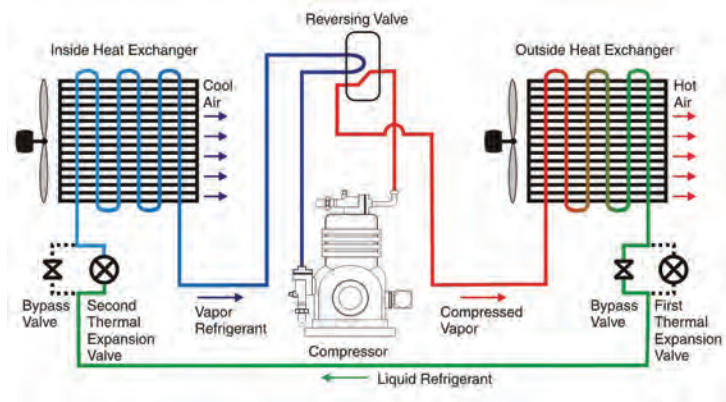 Reversing Valve
Inside Heat Exchanger
Outside Heat Exchanger
Cool
Air
Hot
Air
Bypass
Valve
Second
Thermal
Expansion
Valve
Vapor
Refrigerant
Compressor
Compressed
Vapor
Bypass
Valve
First
Thermal
Expansion
Valve
Liquid Refrigerant